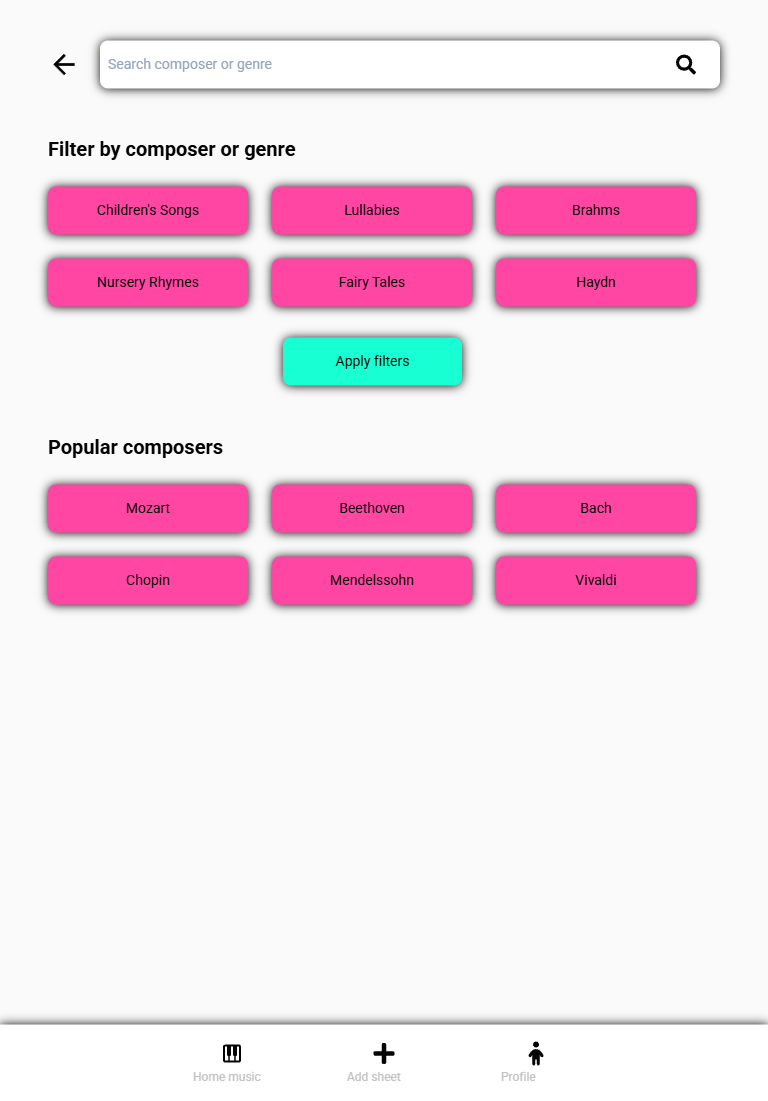 Search composer or genre
Filter by composer or genre
Children's Songs
Lullabies
Brahms
Nursery Rhymes
Fairy Tales
Haydn
Apply filters
Popular composers
Mozart
Beethoven
Bach
Chopin
Mendelssohn
Vivaldi
Home music
Add sheet
Profile